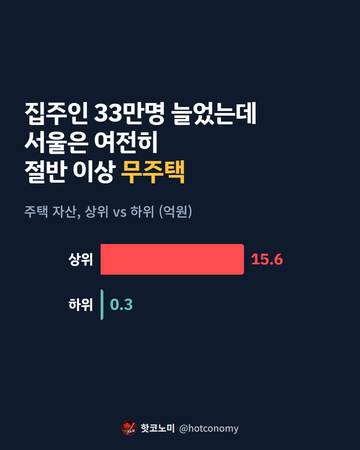 집주인 33만명 늘었는데
서울은 여전히
절반 이상 무주택
주택 자산, 상위 vs 하위 (억원)
상위 15.6
하위 0.3
핫코노미 @hotconomy